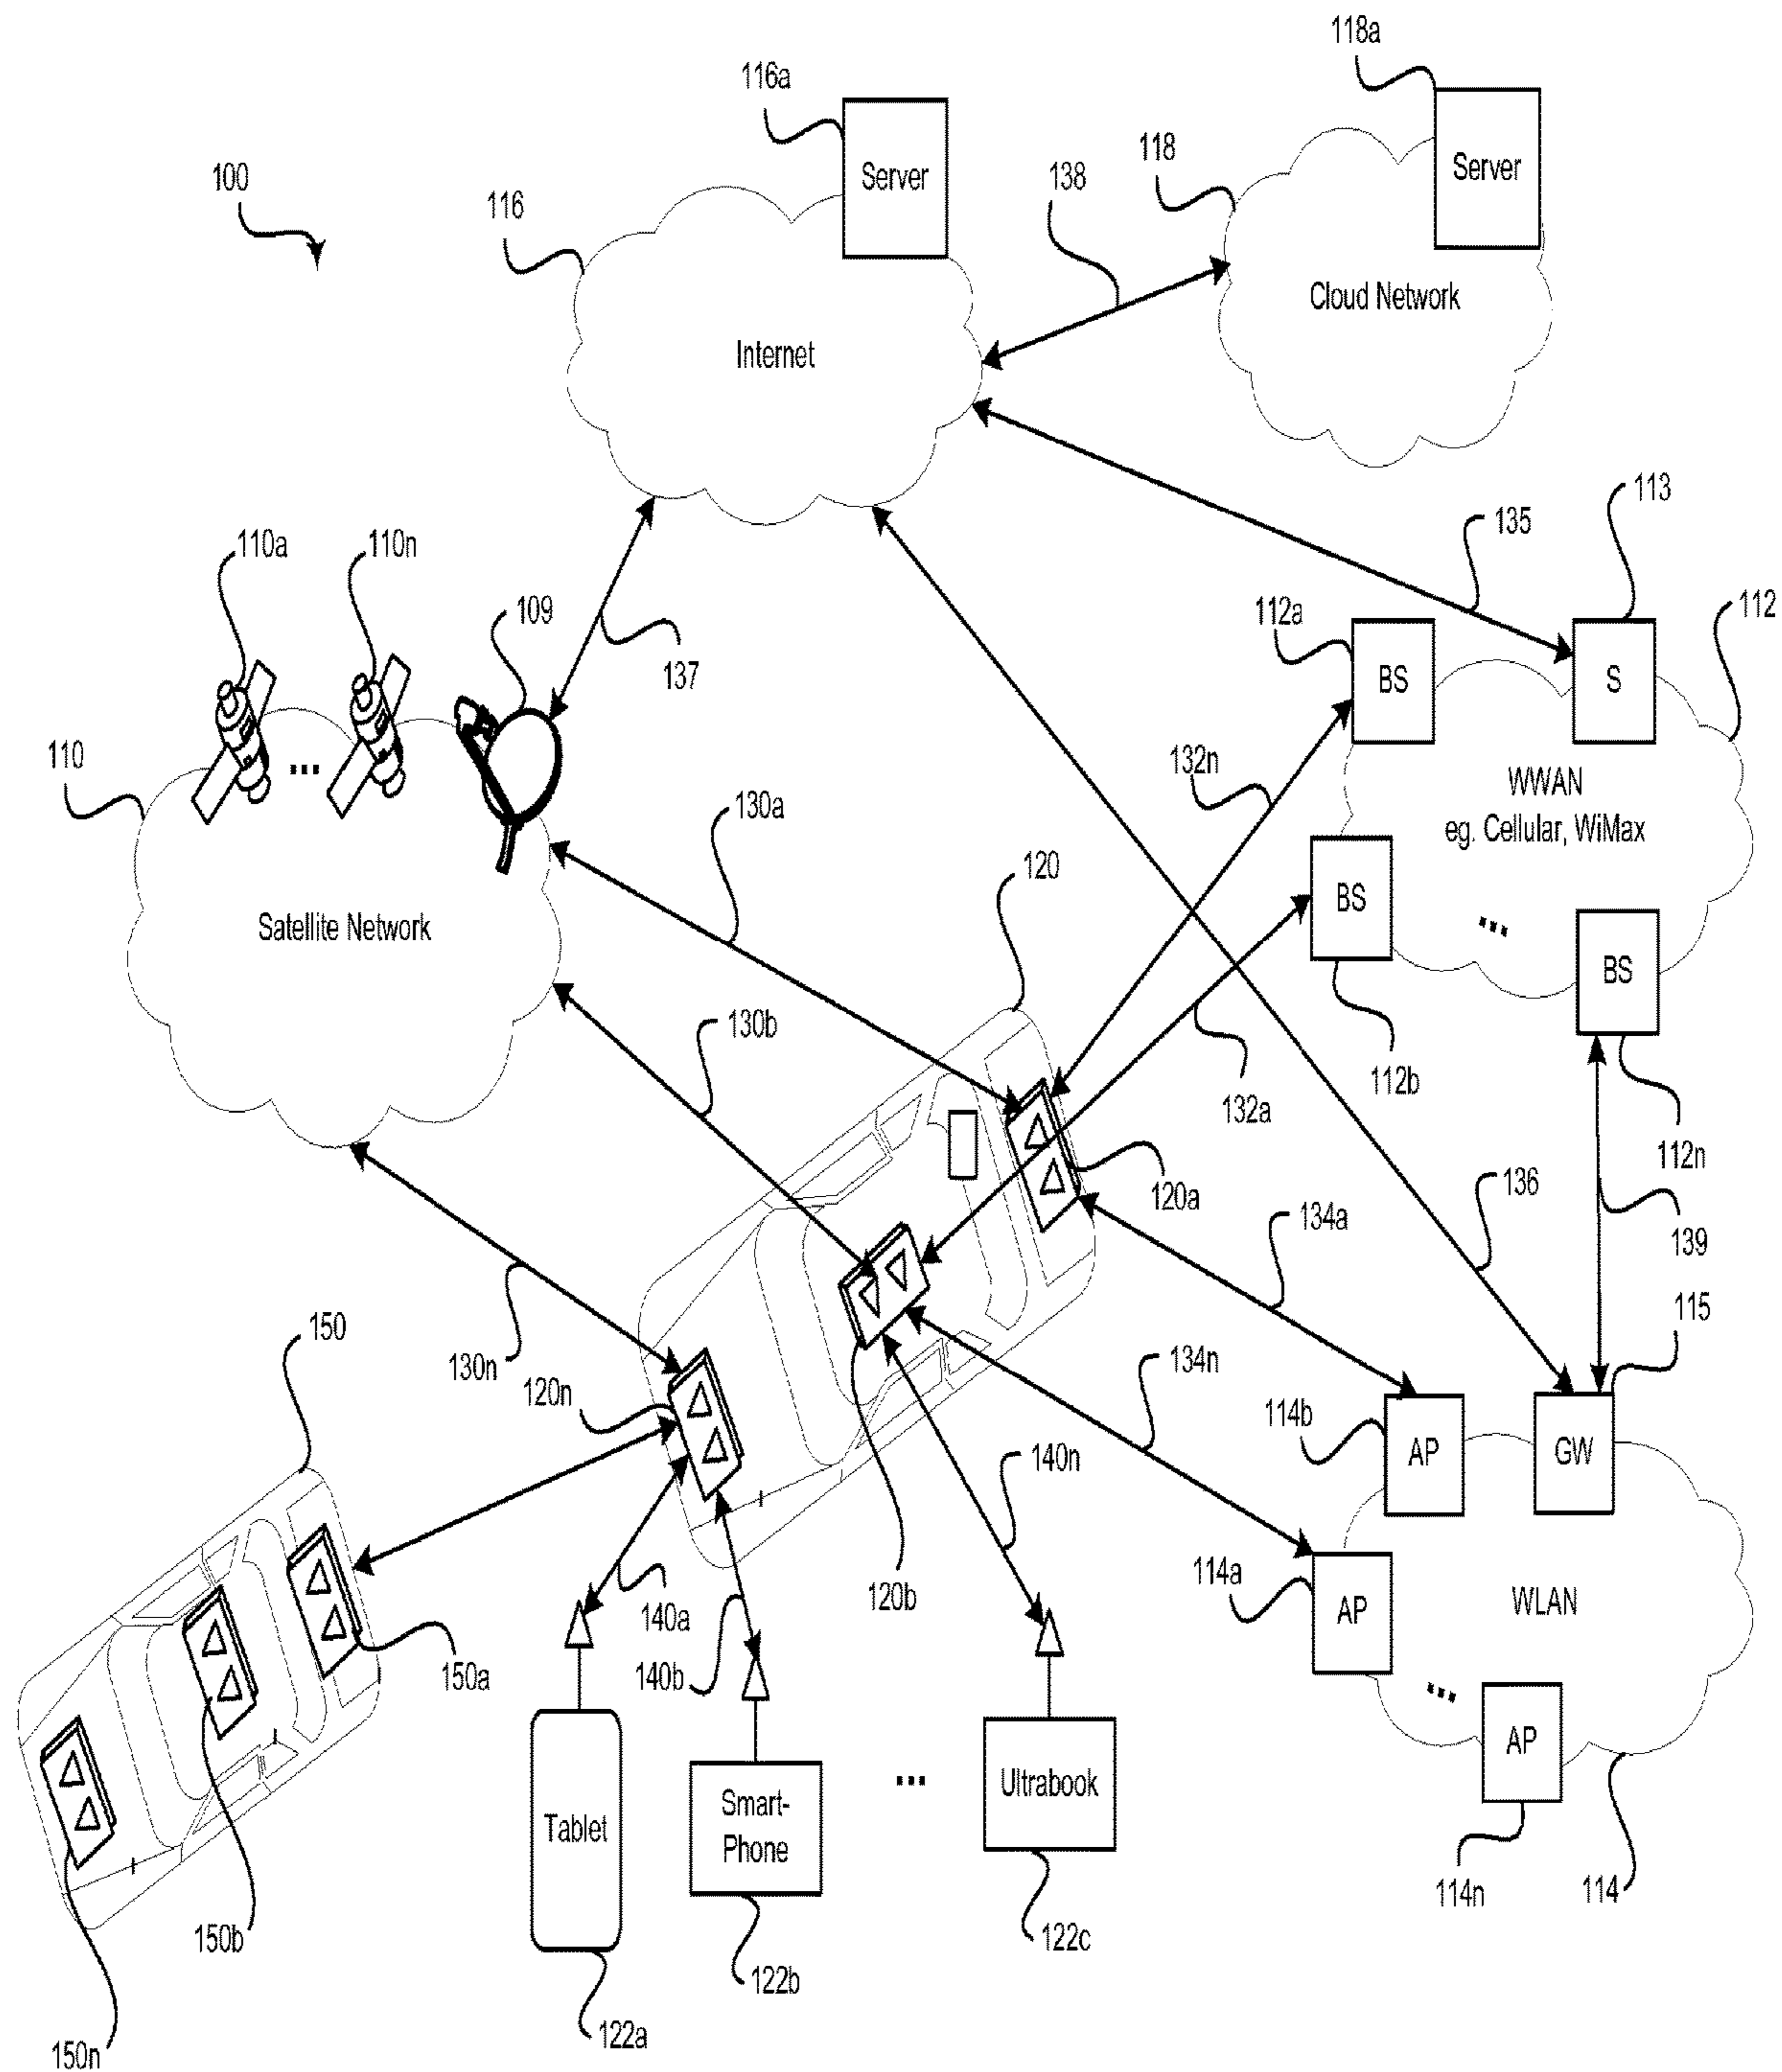 118a
116a
Server
Server
118
138
100
116
Cloud Network
Internet
113
135
110a
110n
109
112a
112
137
BS
S
110
132n
WWAN
eg. Cellular, WiMax
130a
120
BS
...
...
Satellite Network
BS
130b
112b
132a
112n
120a
136
134a
139
115
150
130n
134n
120n
114b
AP
GW
140n
114a
120b
AP
WLAN
140a
150a
140b
...
AP
...
Ultrabook
Tablet
Smart-
Phone
114n
114
150b
122c
122b
122a
150n